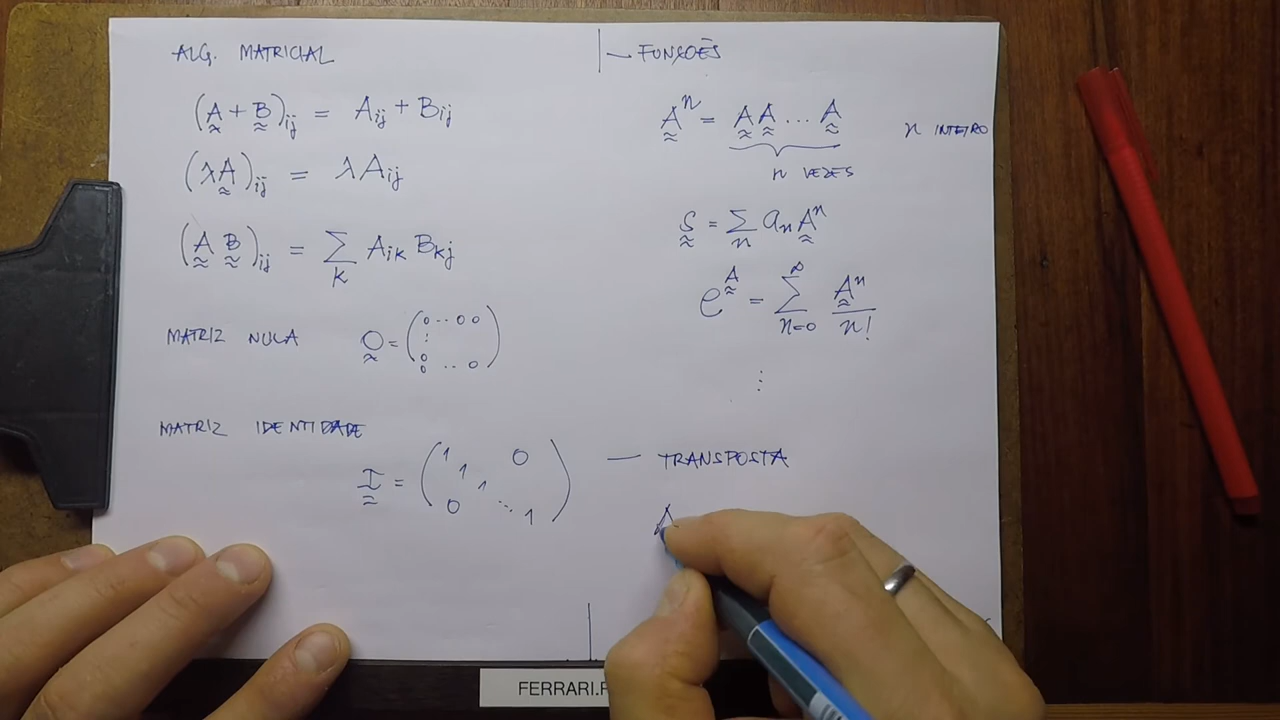 ALG. MATRICIAL
(A + B)ij = Aij + Bij
(λA)ij = λAij
(A B)ij = ∑k Aik Bkj
MATRIZ NULA O = (0 .. 0 0 ⋮ 0 0 .. 0)
MATRIZ IDENTIDADE
I = (1 1 1 ⋱ 1 0 0)
— FUNÇÕES
A^n = A A ... A n INTEIRO
n VEZES
S = ∑n an A^n
e^A = ∑n=0^∞ A^n / n!
⋮
— TRANSPOSTA
A
FERRARI.